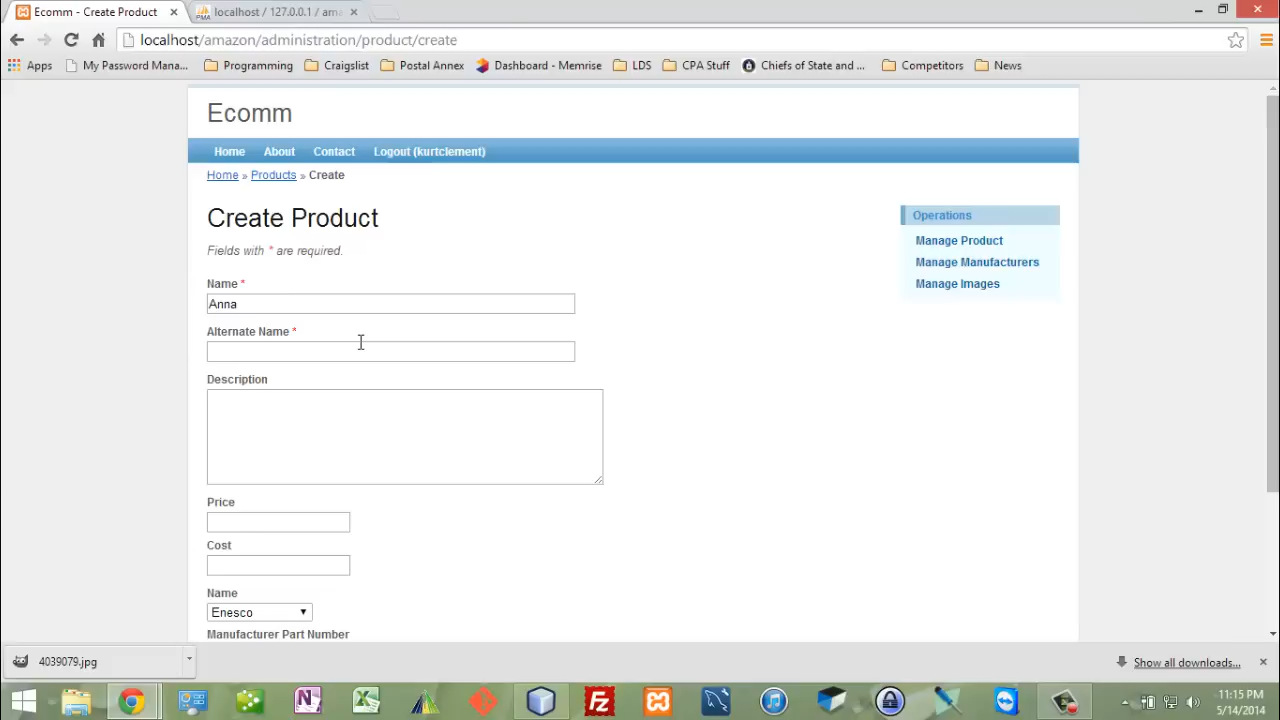 Ecomm - Create Product
localhost / 127.0.0.1 / ama
localhost/amazon/administration/product/create
Apps My Password Mana... Programming Craigslist Postal Annex Dashboard - Memrise LDS CPA Stuff Chiefs of State and ... Competitors News
Ecomm
Home About Contact Logout (kurtclement)
Home » Products » Create
Create Product
Fields with * are required.
Name *
Anna
Alternate Name *
Description
Price
Cost
Name
Enesco
Manufacturer Part Number
Operations
Manage Product
Manage Manufacturers
Manage Images
4039079.jpg
Show all downloads...
11:15 PM
5/14/2014